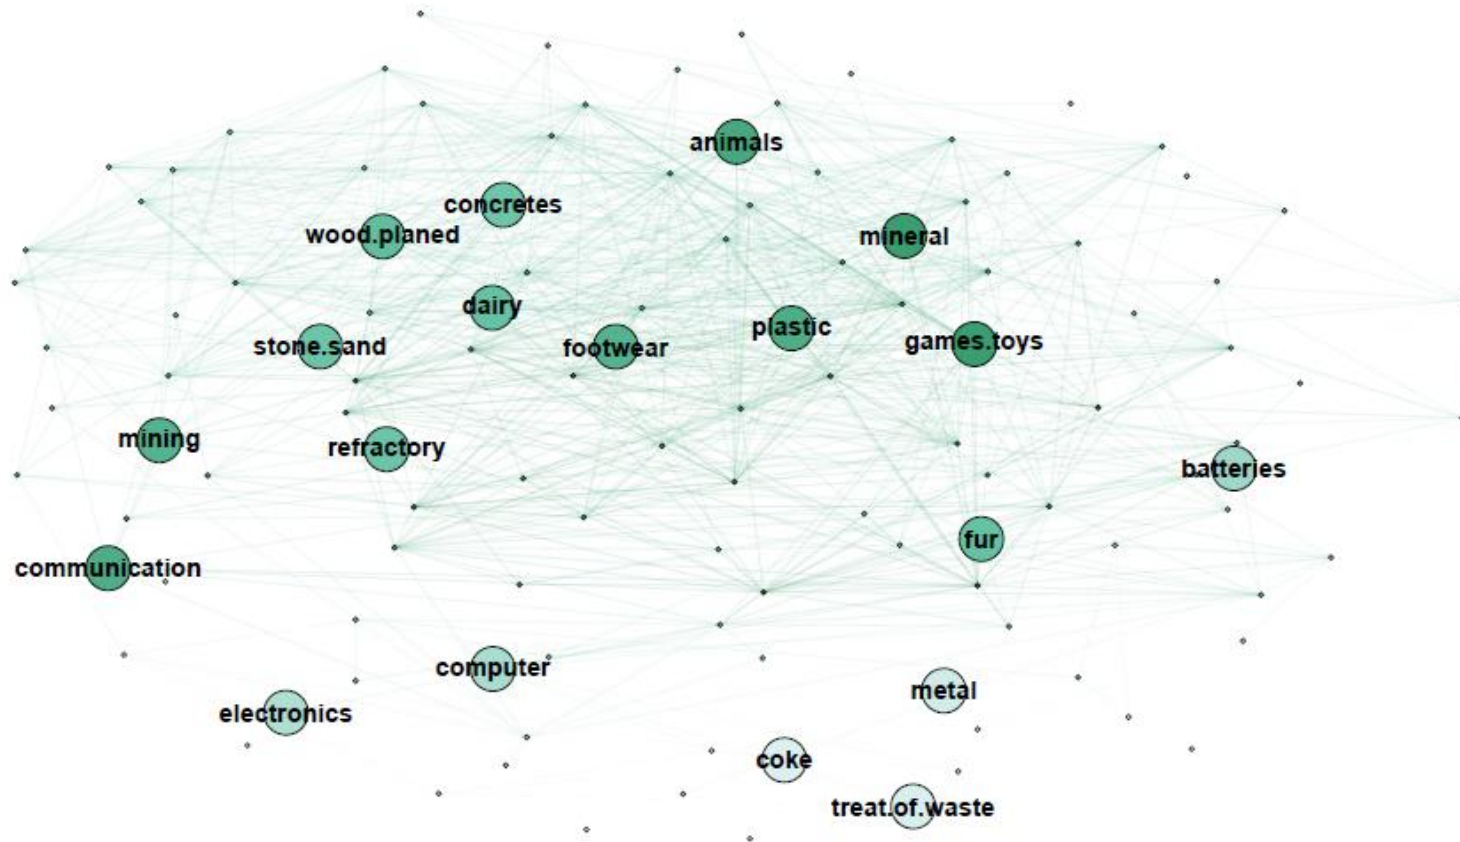 animals
concretes
wood.planed
mineral
dairy
plastic
games.toys
stone.sand
footwear
mining
refractory
batteries
fur
communication
computer
metal
electronics
coke
treat.of.waste